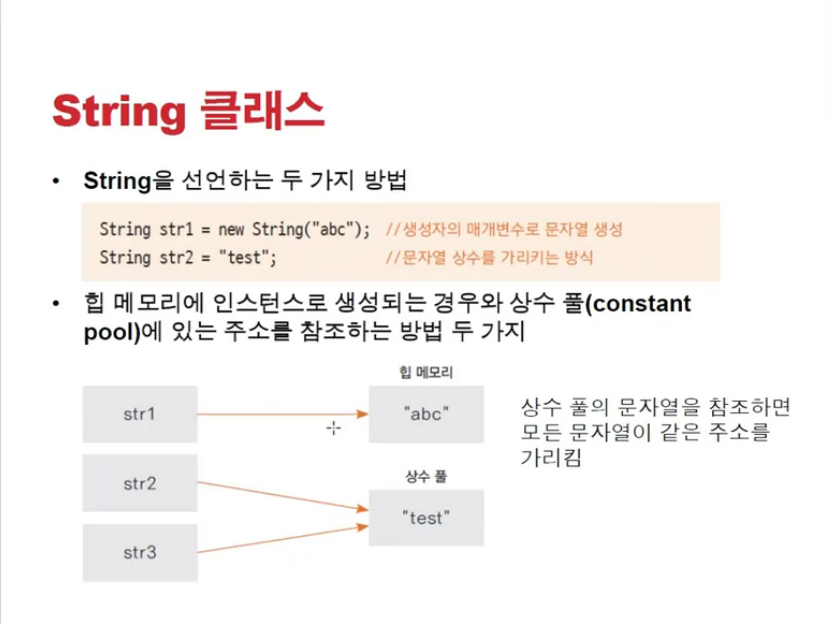 String 클래스
• String을 선언하는 두 가지 방법
String str1 = new String("abc"); //생성자의 매개변수로 문자열 생성
String str2 = "test"; //문자열 상수를 가리키는 방식
• 힙 메모리에 인스턴스로 생성되는 경우와 상수 풀(constant
pool)에 있는 주소를 참조하는 방법 두 가지
힙 메모리
str1
"abc"
상수 풀의 문자열을 참조하면
모든 문자열이 같은 주소를
가리킴
str2
상수 풀
"test"
str3